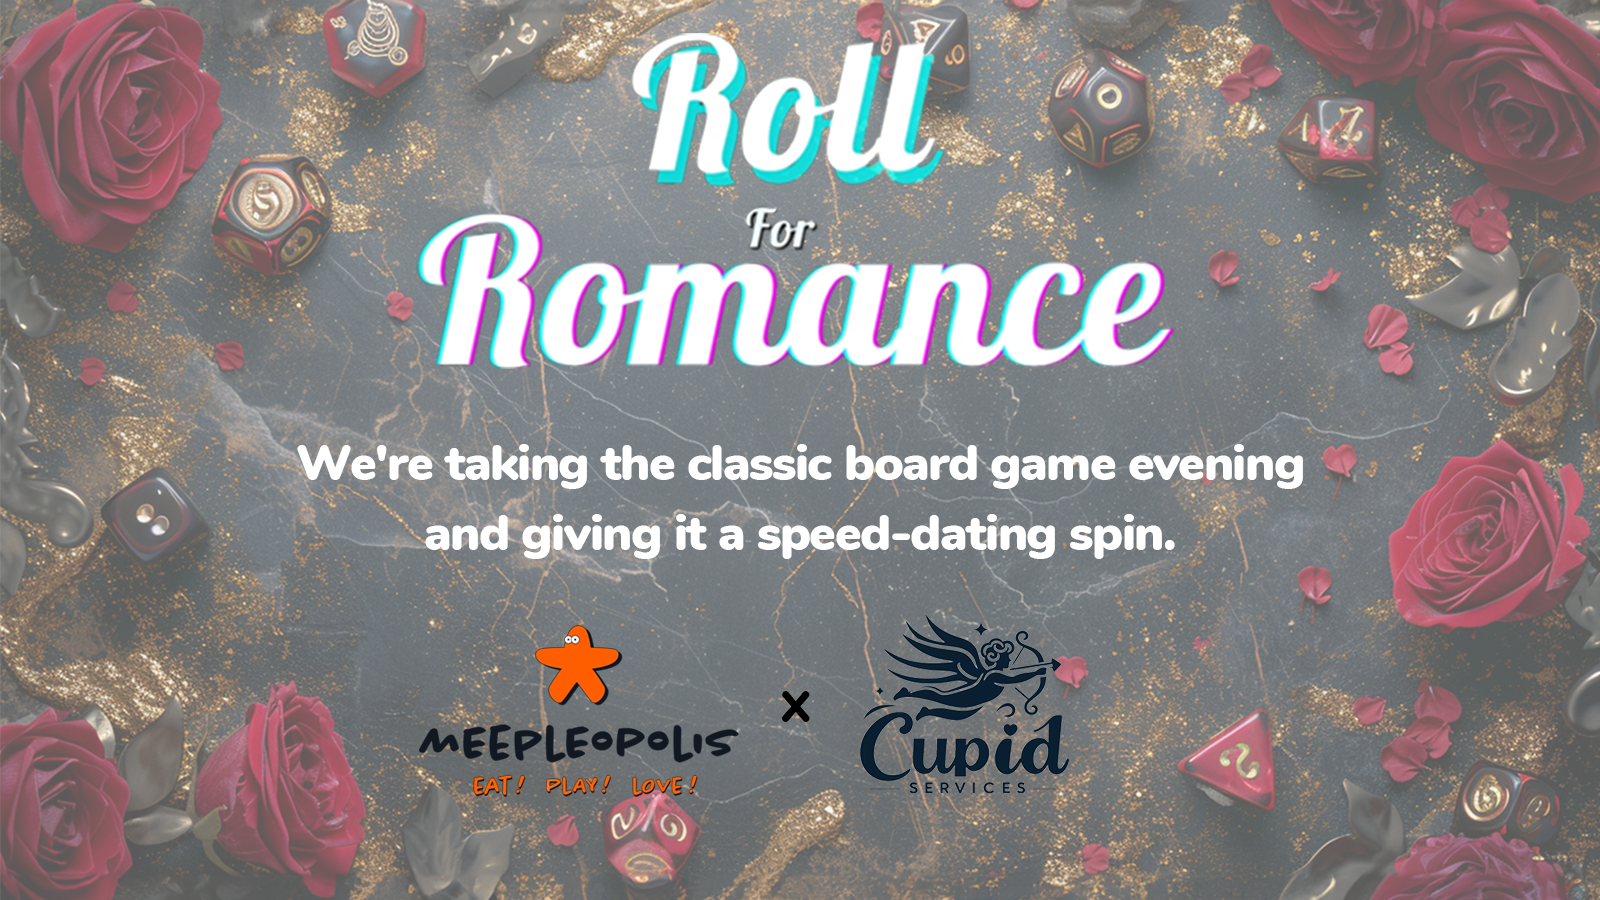 Roll
For
Romance
We're taking the classic board game evening
and giving it a speed-dating spin.
MEEPLEOPOLIS
EAT! PLAY! LOVE!
x
Cupid
SERVICES